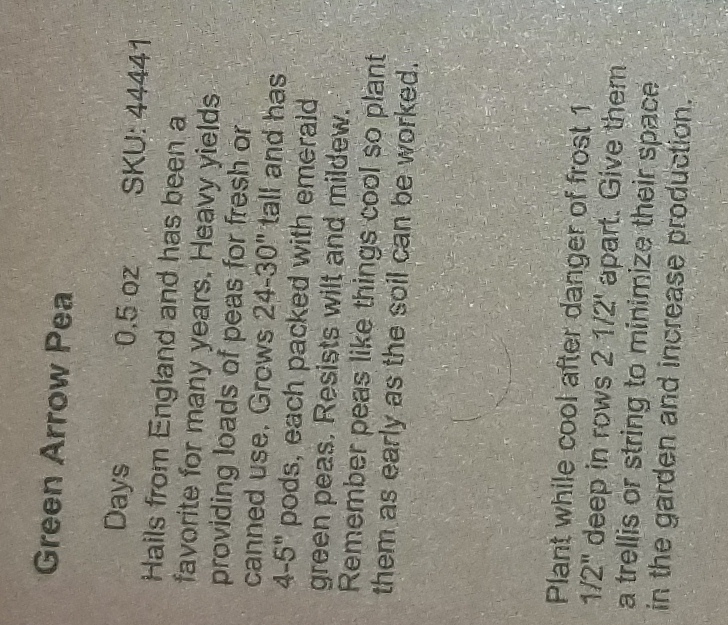 Green Arrow Pea
Days 0.5 oz SKU: 44441
Hails from England and has been a
favorite for many years. Heavy yields
providing loads of peas for fresh or
canned use. Grows 24-30" tall and has
4-5" pods, each packed with emerald
green peas. Resists wilt and mildew.
Remember peas like things cool so plant
them as early as the soil can be worked.
Plant while cool after danger of frost 1
1/2" deep in rows 2 1/2' apart. Give them
a trellis or string to minimize their space
in the garden and increase production.